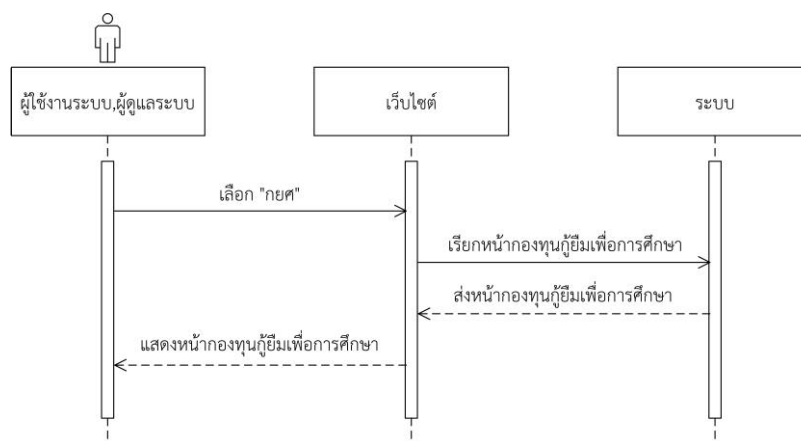 ผู้ใช้งานระบบ,ผู้ดูแลระบบ
เว็บไซต์
ระบบ
เลือก "กยศ"
เรียกหน้ากองทุนกู้ยืมเพื่อการศึกษา
ส่งหน้ากองทุนกู้ยืมเพื่อการศึกษา
แสดงหน้ากองทุนกู้ยืมเพื่อการศึกษา